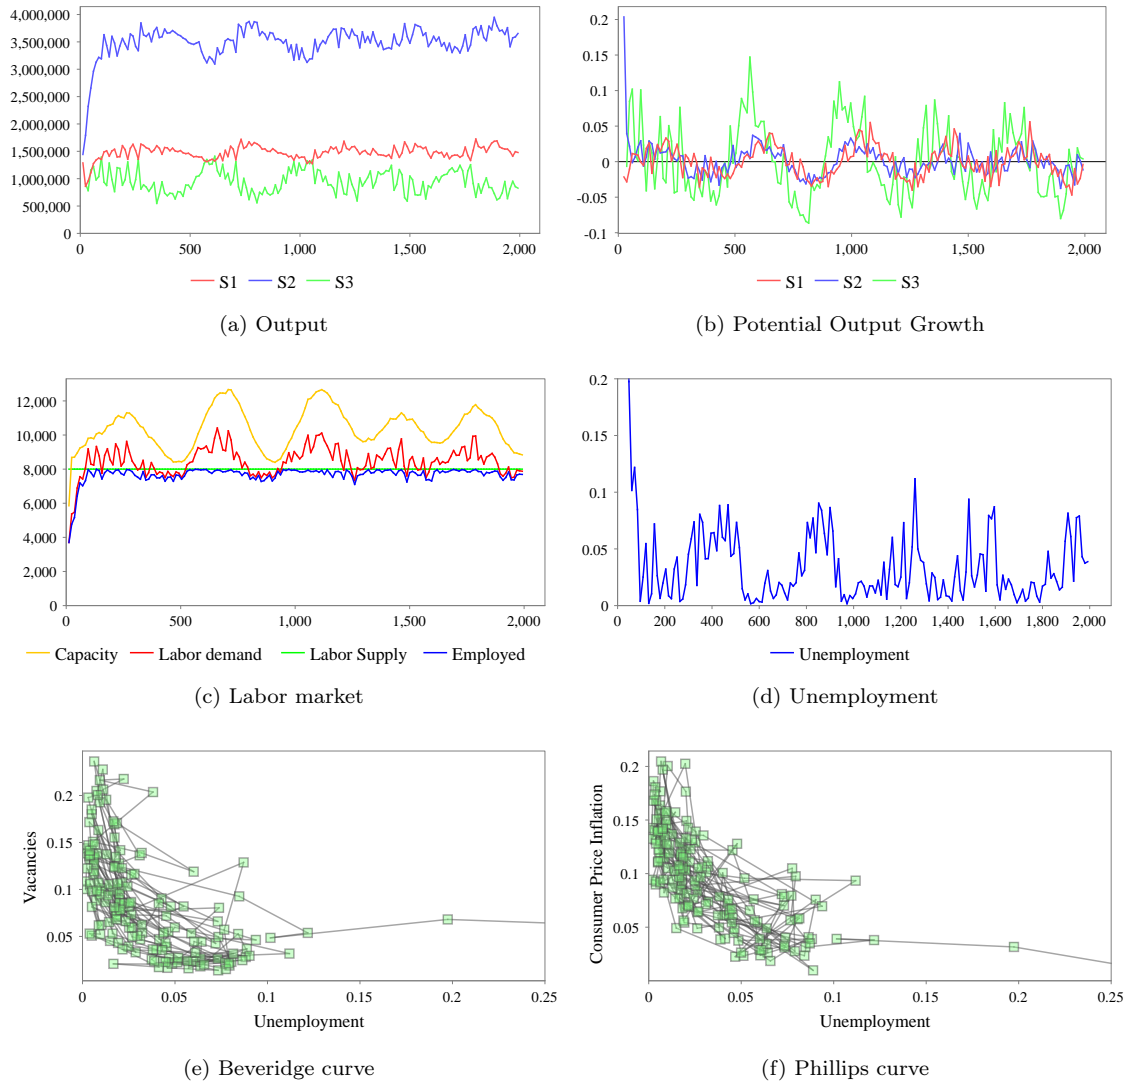 4,000,000
3,500,000
3,000,000
2,500,000
2,000,000
1,500,000
1,000,000
500,000
0
0 500 1,000 1,500 2,000
S1 S2 S3
(a) Output
0.2
0.15
0.1
0.05
0
-0.05
-0.1
0 500 1,000 1,500 2,000
S1 S2 S3
(b) Potential Output Growth
12,000
10,000
8,000
6,000
4,000
2,000
0
0 500 1,000 1,500 2,000
Capacity Labor demand Labor Supply Employed
(c) Labor market
0.2
0.15
0.1
0.05
0
0 200 400 600 800 1,000 1,200 1,400 1,600 1,800 2,000
Unemployment
(d) Unemployment
Vacancies
0.2
0.15
0.1
0.05
0 0.05 0.1 0.15 0.2 0.25
Unemployment
(e) Beveridge curve
Consumer Price Inflation
0.2
0.15
0.1
0.05
0 0.05 0.1 0.15 0.2 0.25
Unemployment
(f) Phillips curve